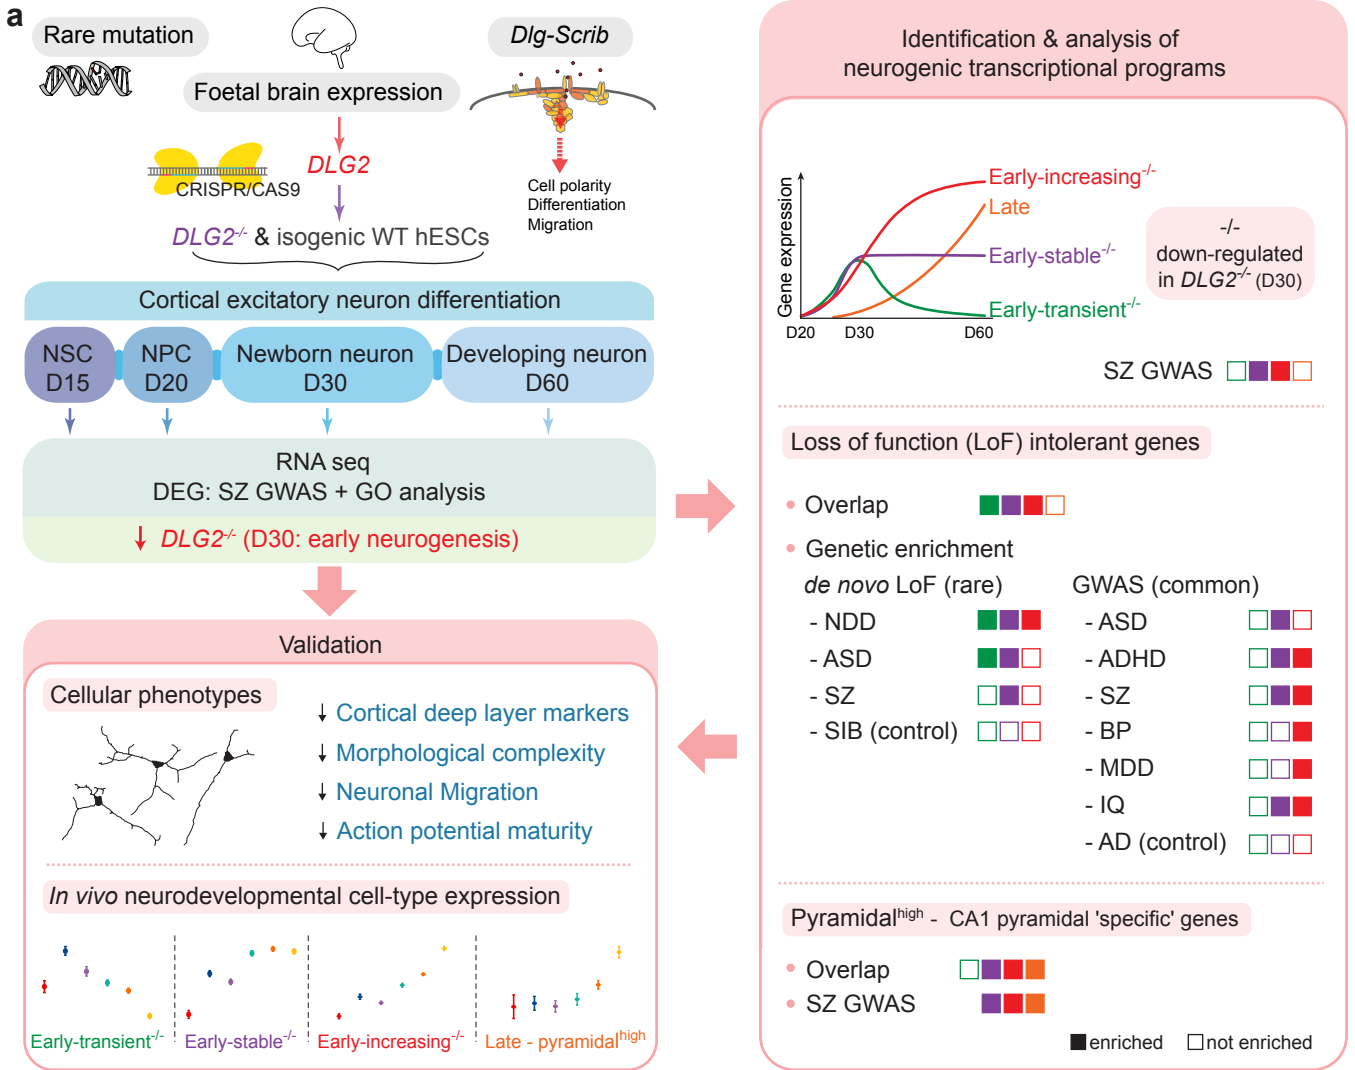 a
Rare mutation
Foetal brain expression
Dlg-Scrib
CRISPR/CAS9
DLG2
Cell polarity
Differentiation
Migration
DLG2-/- & isogenic WT hESCs
Cortical excitatory neuron differentiation
NSC
D15
NPC
D20
Newborn neuron
D30
Developing neuron
D60
RNA seq
DEG: SZ GWAS + GO analysis
↓ DLG2-/- (D30: early neurogenesis)
Validation
Cellular phenotypes
↓ Cortical deep layer markers
↓ Morphological complexity
↓ Neuronal Migration
↓ Action potential maturity
In vivo neurodevelopmental cell-type expression
Early-transient-/-
Early-stable-/-
Early-increasing-/-
Late - pyramidalhigh
Identification & analysis of
neurogenic transcriptional programs
Gene expression
Early-increasing-/-
Late
Early-stable-/-
Early-transient-/-
D20
D30
D60
-/-
down-regulated
in DLG2-/- (D30)
SZ GWAS
Loss of function (LoF) intolerant genes
• Overlap
• Genetic enrichment
de novo LoF (rare)
- NDD
- ASD
- SZ
- SIB (control)
GWAS (common)
- ASD
- ADHD
- SZ
- BP
- MDD
- IQ
- AD (control)
Pyramidalhigh - CA1 pyramidal 'specific' genes
• Overlap
• SZ GWAS
enriched
not enriched